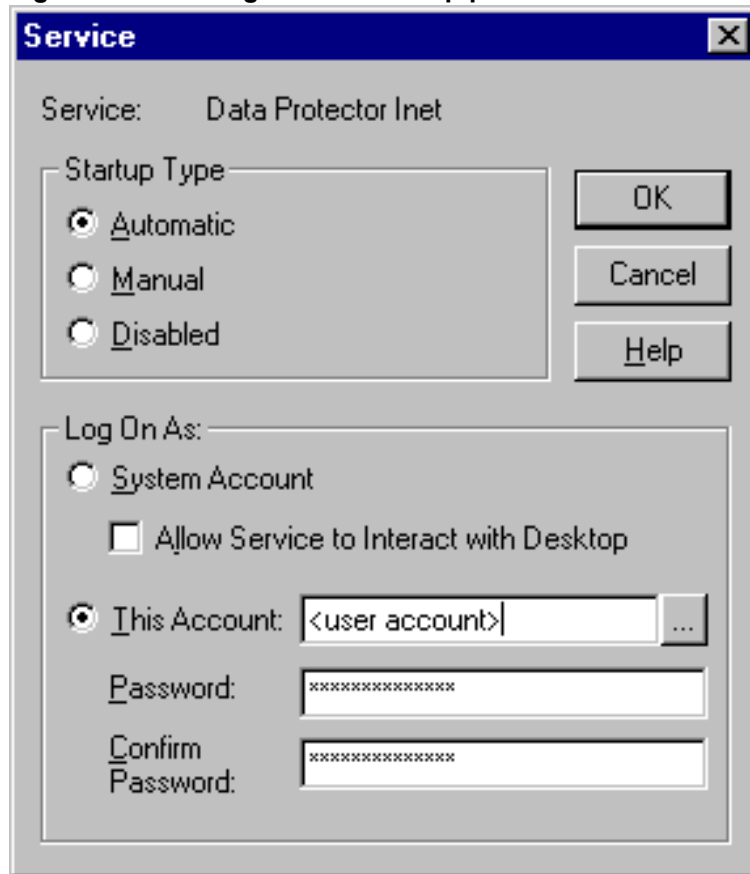 Service
Service: Data Protector Inet
Startup Type
Automatic
Manual
Disabled
OK
Cancel
Help
Log On As:
System Account
Allow Service to Interact with Desktop
This Account: <user account> ...
Password: **************
Confirm
Password: **************